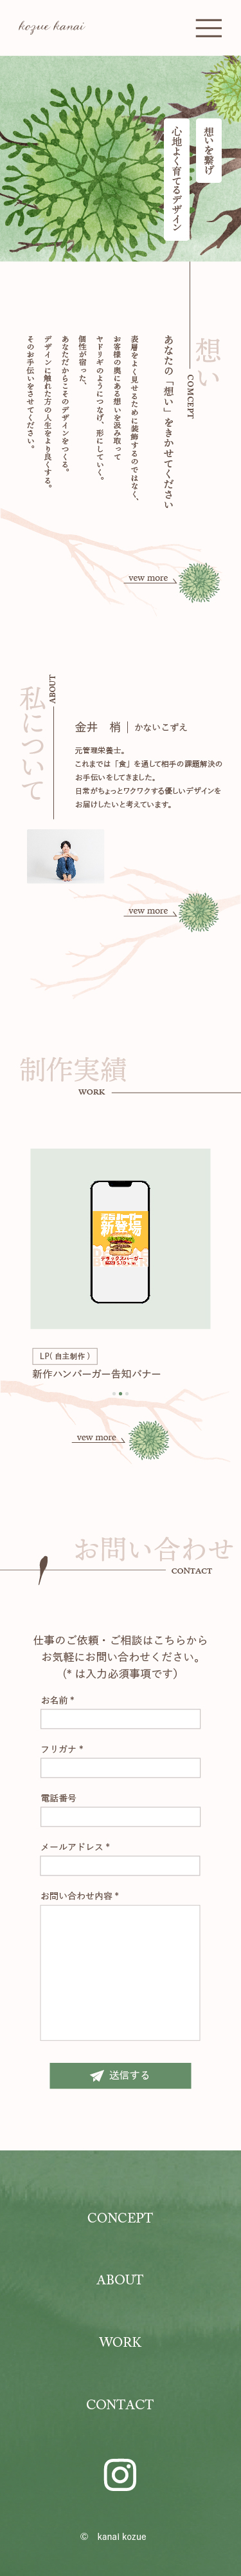 kozue kanai
想いを繋げ
心地よく育てるデザイン
想い
COMCEPT
あなたの「想い」をきかせてください
表層をよく見せるために装飾するのではなく、
お客様の奥にある想いを汲み取って
ヤドリギのようにつなげ、形にしていく。
個性が宿った、
あなただからこそのデザインをつくる。
デザインに触れた方の人生をより良くする。
そのお手伝いをさせてください。
vew more
ABOUT
私について
金井 梢｜かないこずえ
元管理栄養士。
これまでは「食」を通して相手の課題解決の
お手伝いをしてきました。
日常がちょっとワクワクする優しいデザインを
お届けしたいと考えています。
vew more
制作実績
WORK
新登場
LP( 自主制作 )
新作ハンバーガー告知バナー
vew more
お問い合わせ
CONTACT
仕事のご依頼・ご相談はこちらから
お気軽にお問い合わせください。
(* は入力必須事項です)
お名前 *
フリガナ *
電話番号
メールアドレス *
お問い合わせ内容 *
送信する
CONCEPT
ABOUT
WORK
CONTACT
© kanai kozue